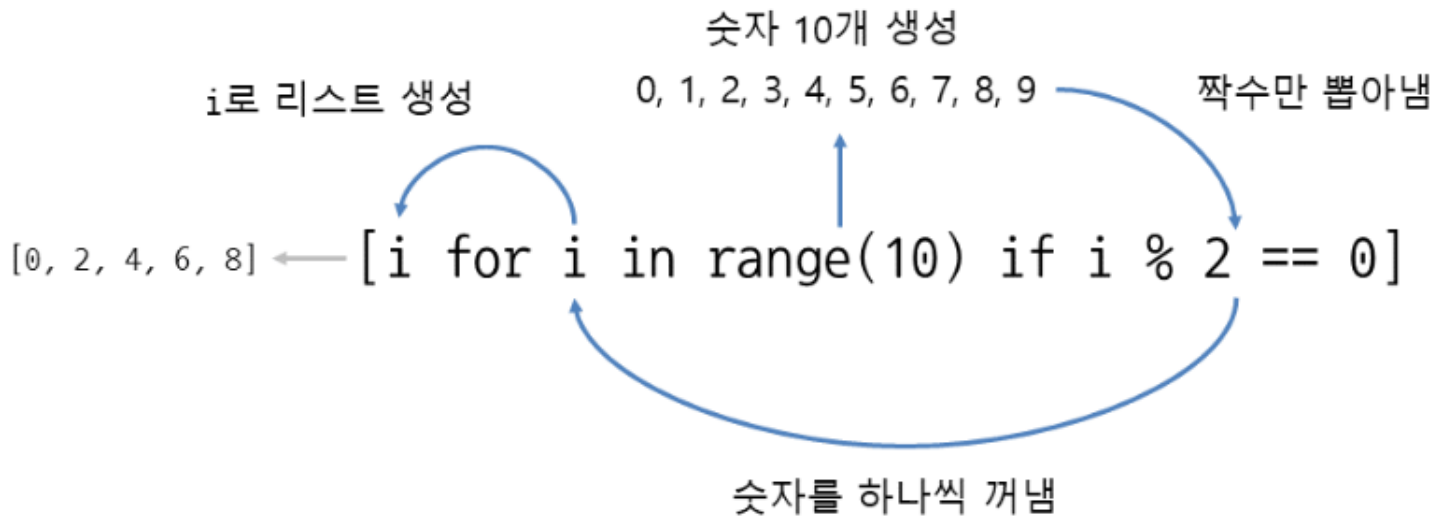 숫자 10개 생성
i로 리스트 생성
0, 1, 2, 3, 4, 5, 6, 7, 8, 9
짝수만 뽑아냄
[0, 2, 4, 6, 8]
[i for i in range(10) if i % 2 == 0]
숫자를 하나씩 꺼냄